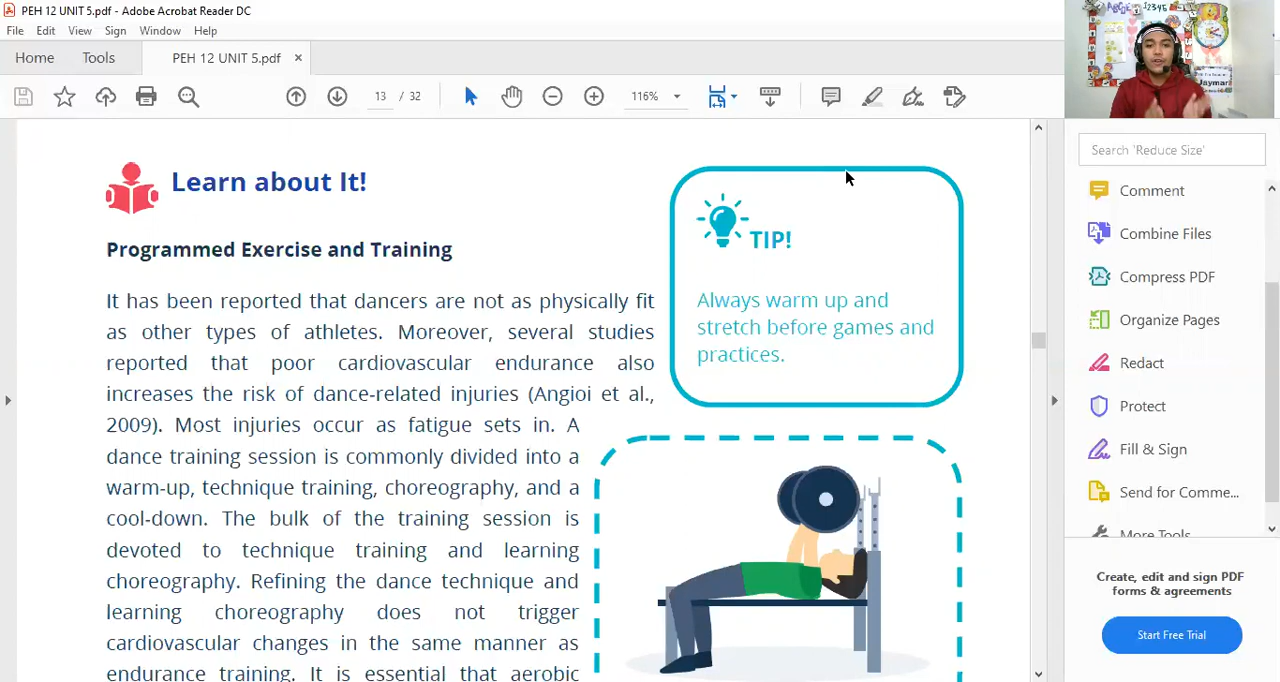 PEH 12 UNIT 5.pdf - Adobe Acrobat Reader DC
File Edit View Sign Window Help
Home Tools PEH 12 UNIT 5.pdf ×
13 / 32 116%
Learn about It!
Programmed Exercise and Training
It has been reported that dancers are not as physically fit
as other types of athletes. Moreover, several studies
reported that poor cardiovascular endurance also
increases the risk of dance-related injuries (Angioi et al.,
2009). Most injuries occur as fatigue sets in. A
dance training session is commonly divided into a
warm-up, technique training, choreography, and a
cool-down. The bulk of the training session is
devoted to technique training and learning
choreography. Refining the dance technique and
learning choreography does not trigger
cardiovascular changes in the same manner as
endurance training. It is essential that aerobic
TIP!
Always warm up and
stretch before games and
practices.
Search 'Reduce Size'
Comment
Combine Files
Compress PDF
Organize Pages
Redact
Protect
Fill & Sign
Send for Comme...
More Tools
Create, edit and sign PDF
forms & agreements
Start Free Trial